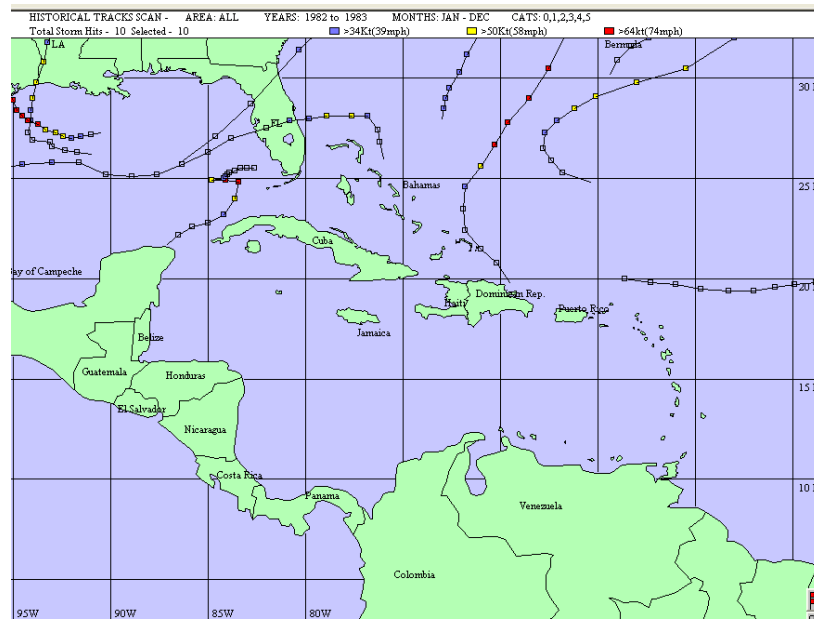 HISTORICAL TRACKS SCAN - AREA: ALL YEARS: 1982 to 1983 MONTHS: JAN - DEC CATS: 0,1,2,3,4,5
Total Storm Hits - 10 Selected - 10 >34Kt(39mph) >50Kt(58mph) >64kt(74mph)
LA
Bermuda
30
FL
25
Bahamas
Cuba
ay of Campeche
20
Haiti
Dominican Rep.
Puerto Rico
Jamaica
Belize
Guatemala
Honduras
15
El Salvador
Nicaragua
Costa Rica
10
Panama
Venezuela
Colombia
95W 90W 85W 80W